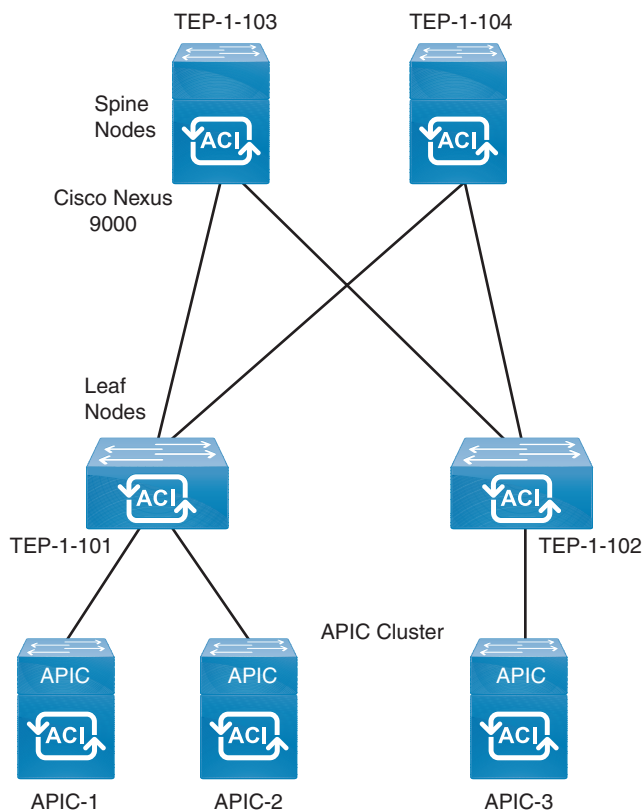 TEP-1-103
TEP-1-104
Spine
Nodes
ACI
ACI
Cisco Nexus
9000
Leaf
Nodes
ACI
ACI
TEP-1-101
TEP-1-102
APIC Cluster
APIC
APIC
APIC
ACI
ACI
ACI
APIC-1
APIC-2
APIC-3